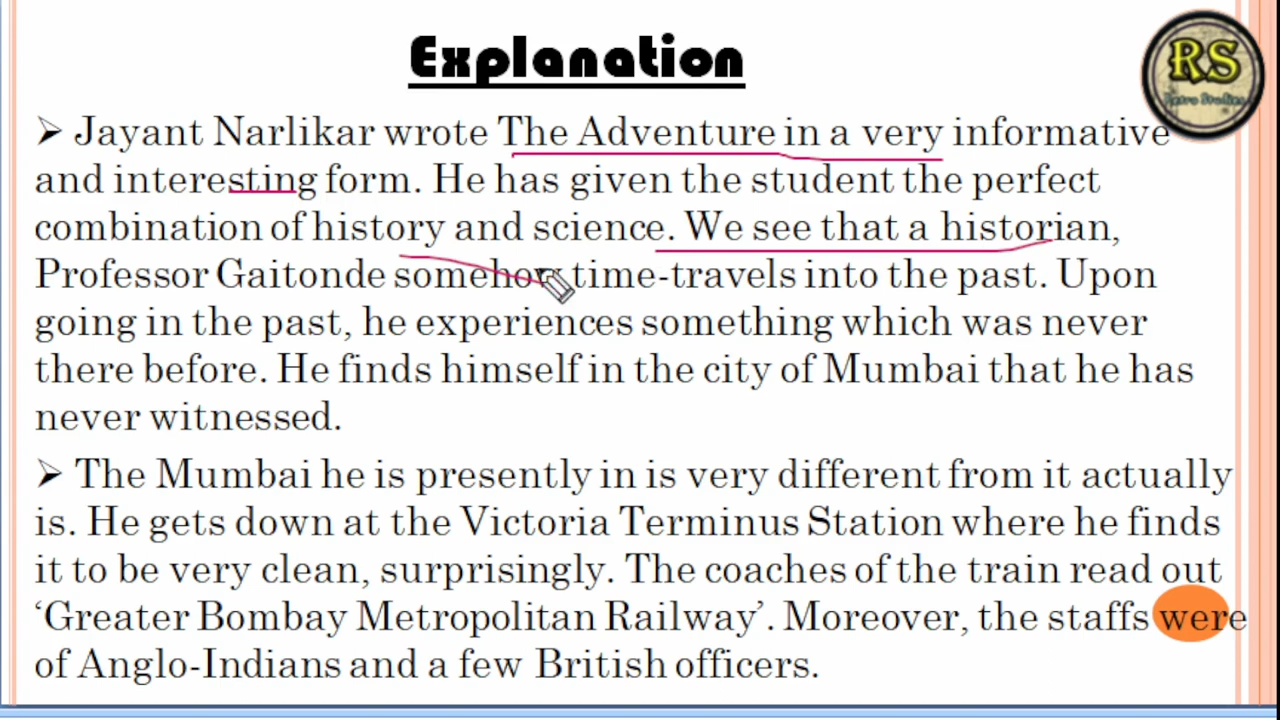 Explanation
RS
Retro Studies
➢ Jayant Narlikar wrote The Adventure in a very informative
and interesting form. He has given the student the perfect
combination of history and science. We see that a historian,
Professor Gaitonde somehow time-travels into the past. Upon
going in the past, he experiences something which was never
there before. He finds himself in the city of Mumbai that he has
never witnessed.
➢ The Mumbai he is presently in is very different from it actually
is. He gets down at the Victoria Terminus Station where he finds
it to be very clean, surprisingly. The coaches of the train read out
‘Greater Bombay Metropolitan Railway’. Moreover, the staffs were
of Anglo-Indians and a few British officers.